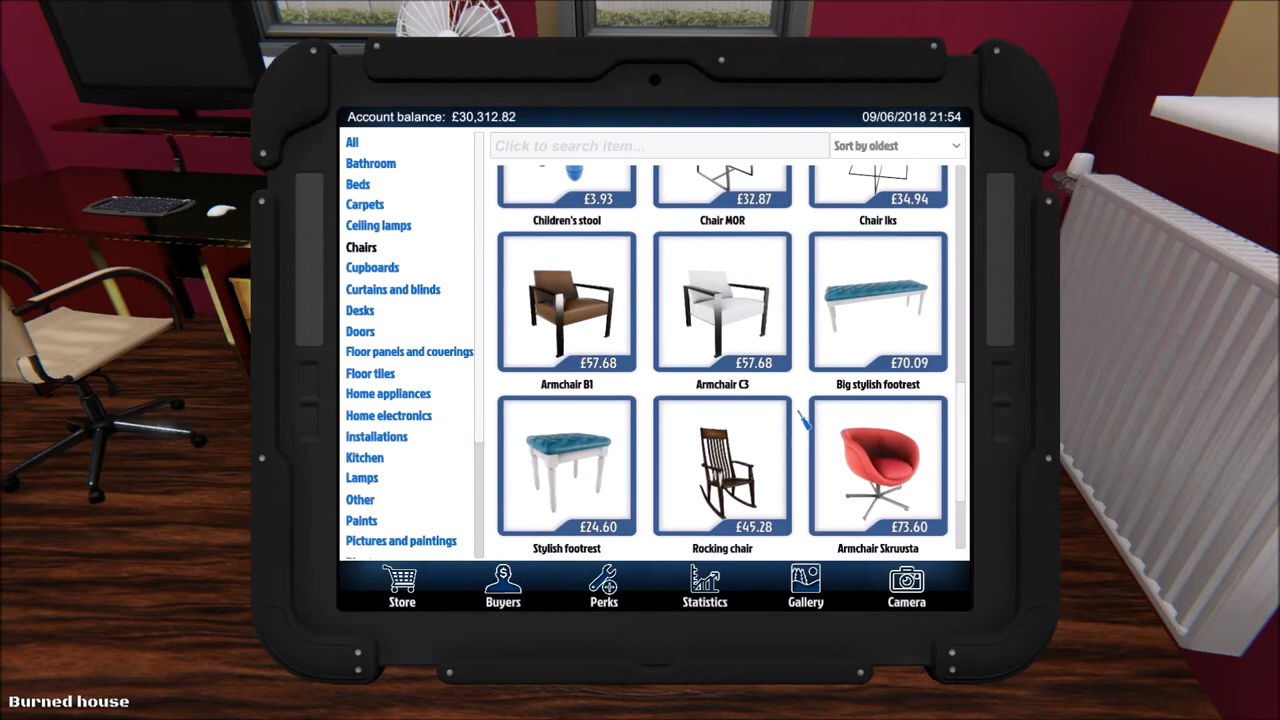 Account balance: £30,312.82
09/06/2018 21:54
All
Bathroom
Beds
Carpets
Ceiling lamps
Chairs
Cupboards
Curtains and blinds
Desks
Doors
Floor panels and coverings
Floor tiles
Home appliances
Home electronics
Installations
Kitchen
Lamps
Other
Paints
Pictures and paintings
Click to search item...
Sort by oldest
£3.93
£32.87
£34.94
Children's stool
Chair MOR
Chair Iks
£57.68
£57.68
£70.09
Armchair B1
Armchair C3
Big stylish footrest
£24.60
£45.28
£73.60
Stylish footrest
Rocking chair
Armchair Skruusta
Store
Buyers
Perks
Statistics
Gallery
Camera
Burned house